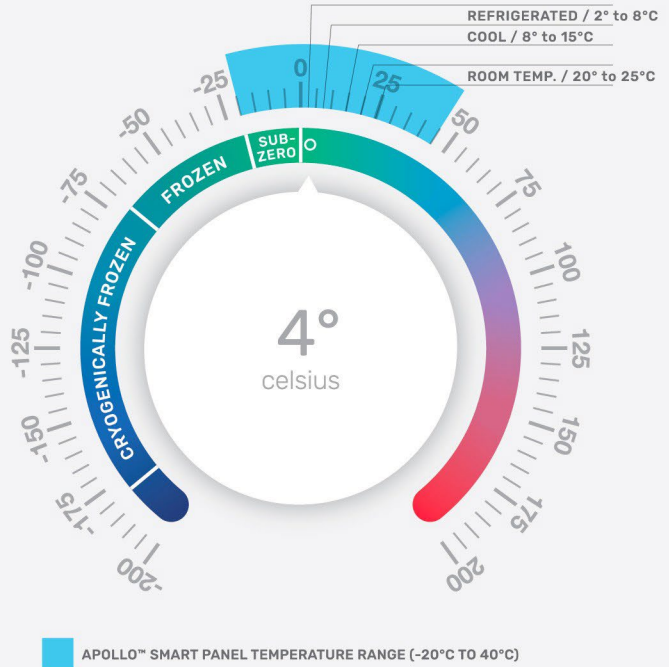 REFRIGERATED / 2° to 8°C
COOL / 8° to 15°C
ROOM TEMP. / 20° to 25°C
-200
-175
-150
-125
-100
-75
-50
-25
0
25
50
75
100
125
150
175
200
CRYOGENICALLY FROZEN
FROZEN
SUB-
ZERO
4°
celsius
APOLLO™ SMART PANEL TEMPERATURE RANGE (-20°C TO 40°C)